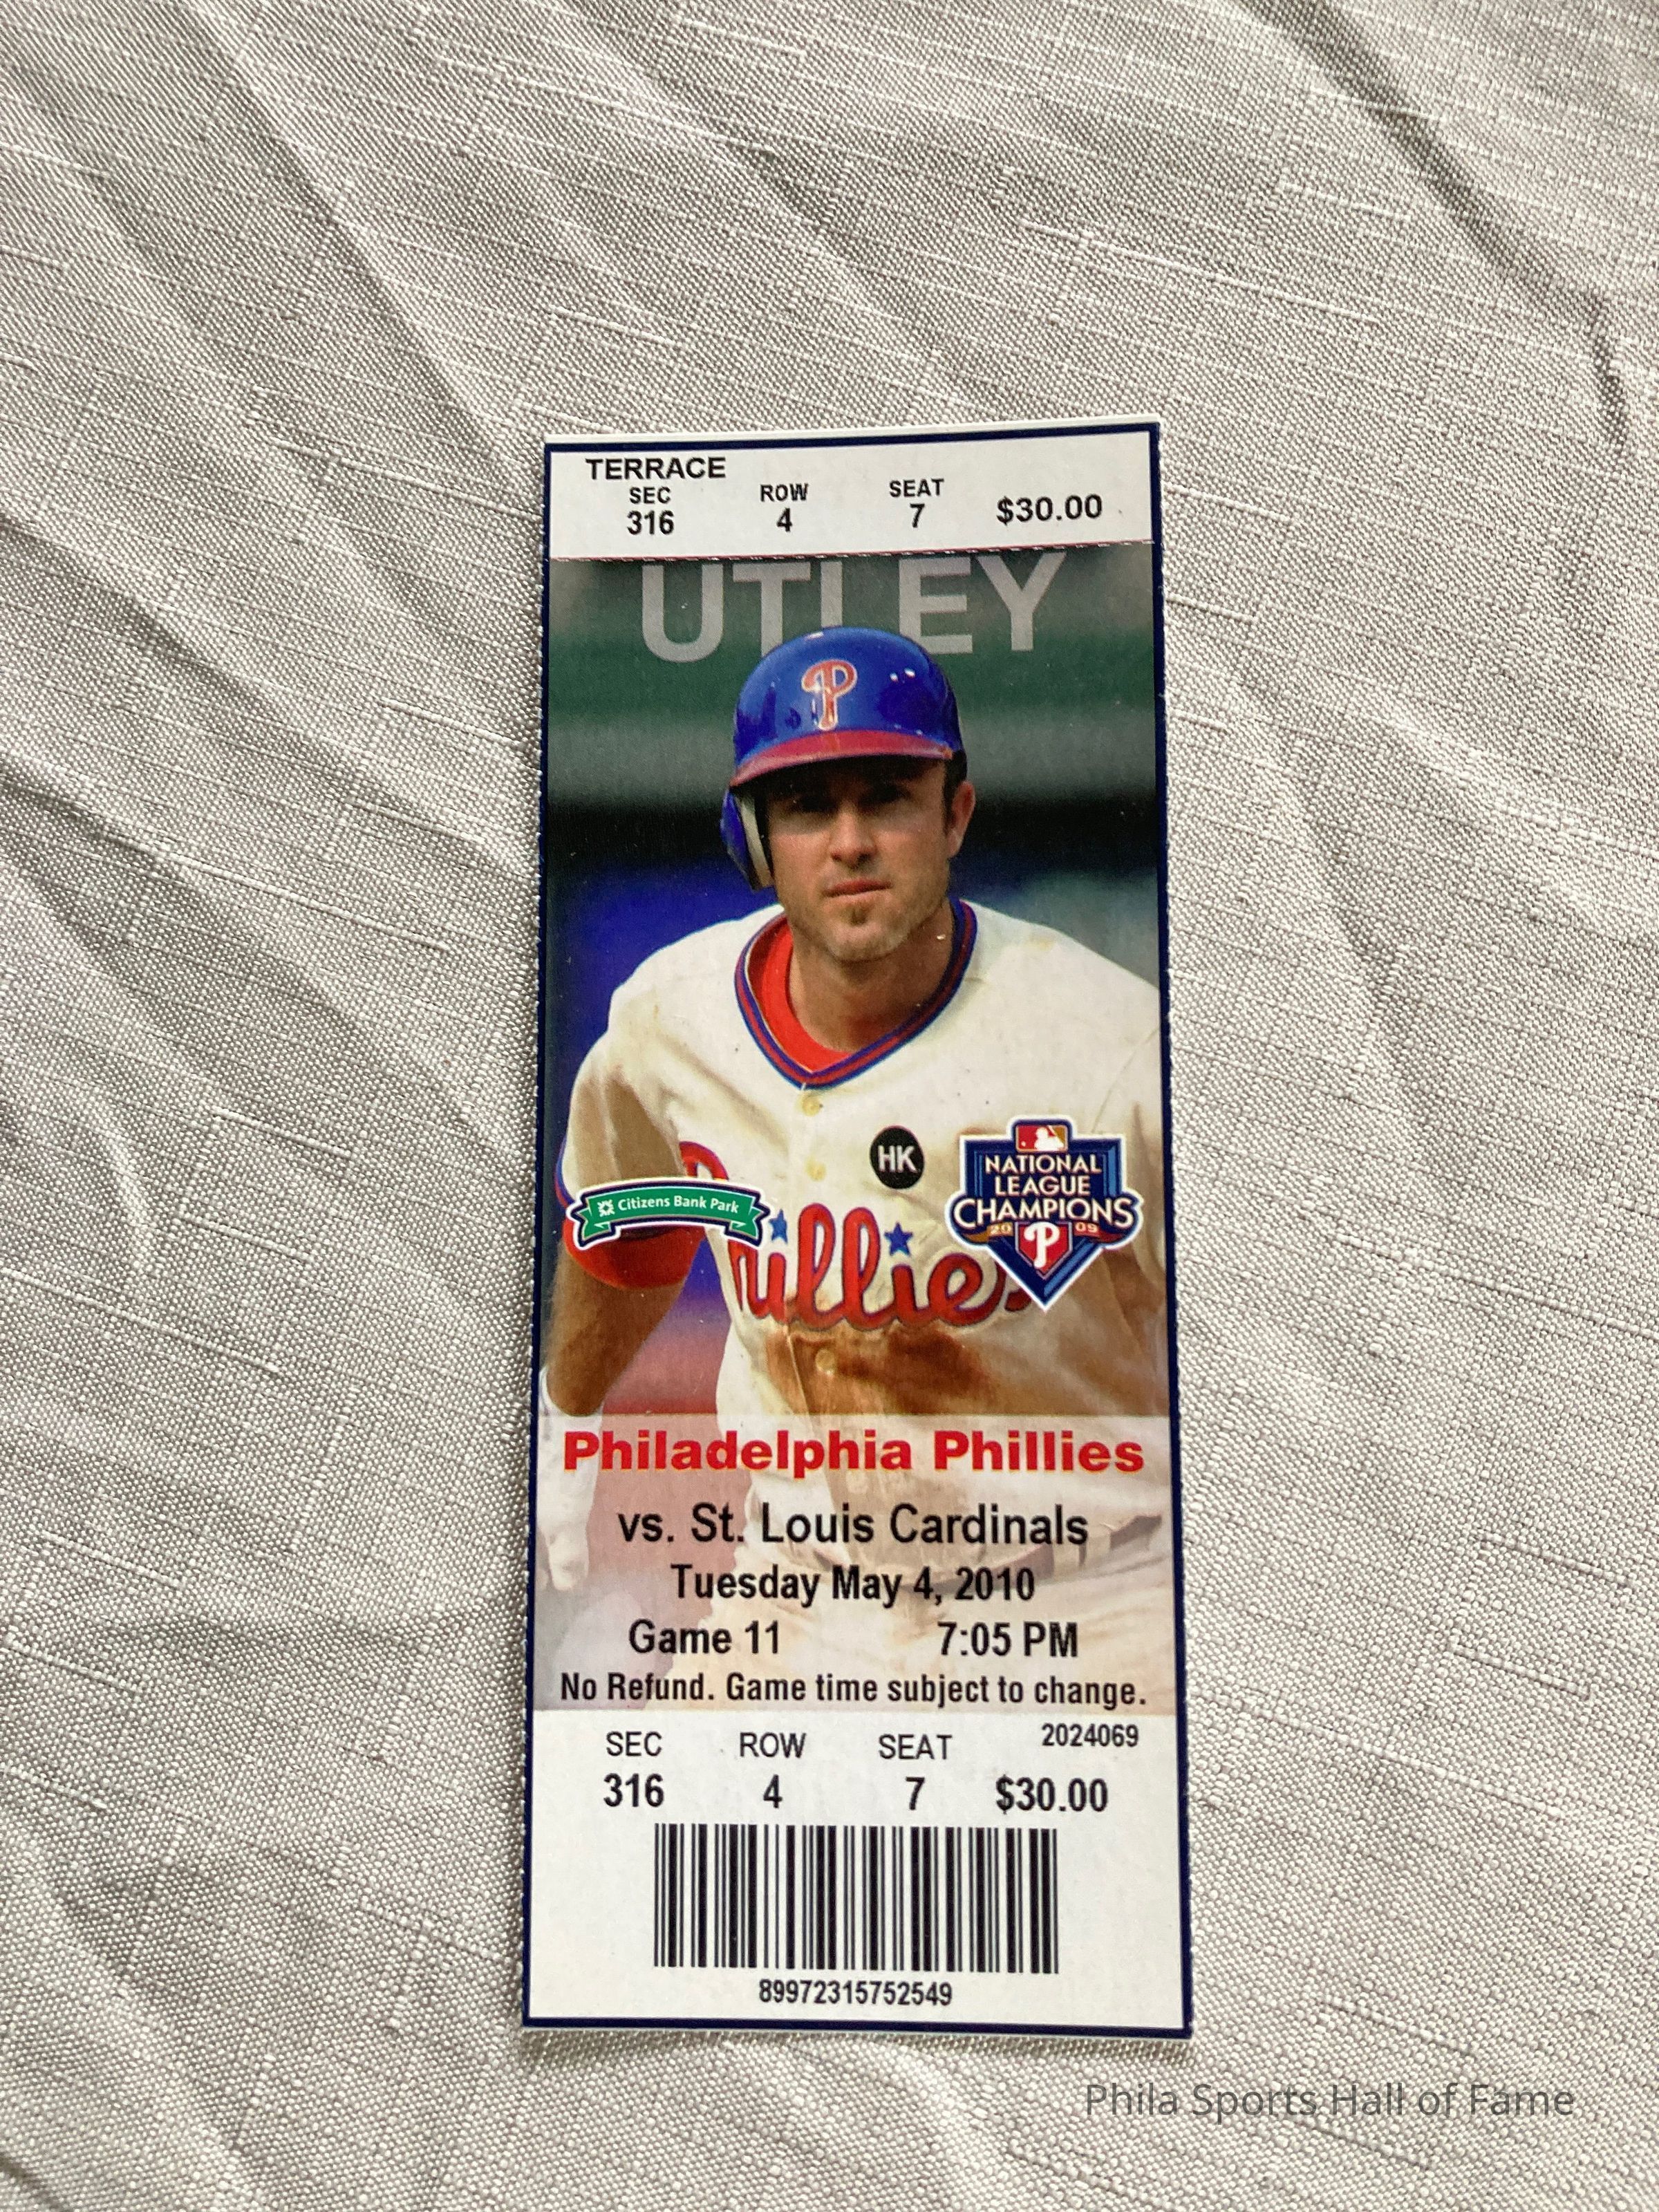 TERRACE
SEC ROW SEAT
316 4 7 $30.00
UTLEY
P
HK
NATIONAL
LEAGUE
CHAMPIONS
2009
P
Citizens Bank Park
Phillies
Philadelphia Phillies
vs. St. Louis Cardinals
Tuesday May 4, 2010
Game 11 7:05 PM
No Refund. Game time subject to change.
2024069
SEC ROW SEAT
316 4 7 $30.00
89972315752549
Phila Sports Hall of Fame